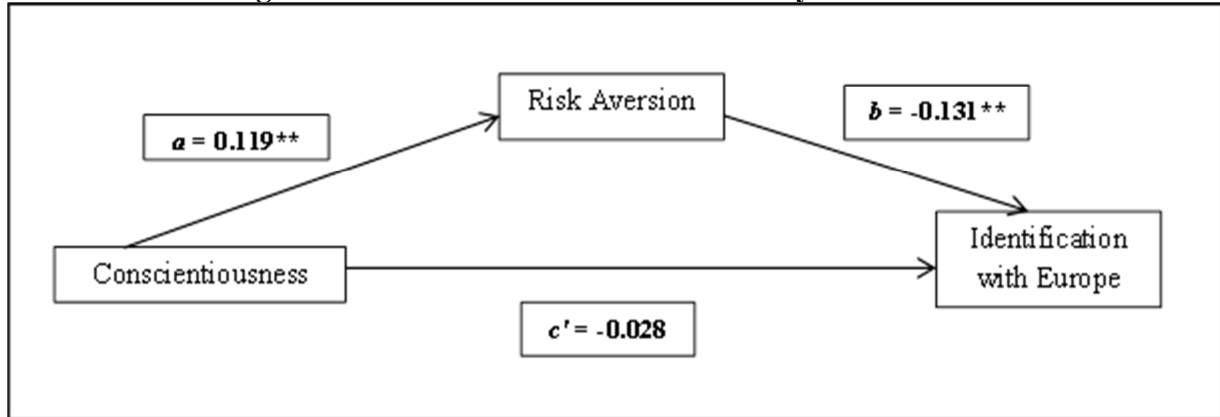 Risk Aversion
a = 0.119**
b = -0.131**
Identification
with Europe
Conscientiousness
c' = -0.028